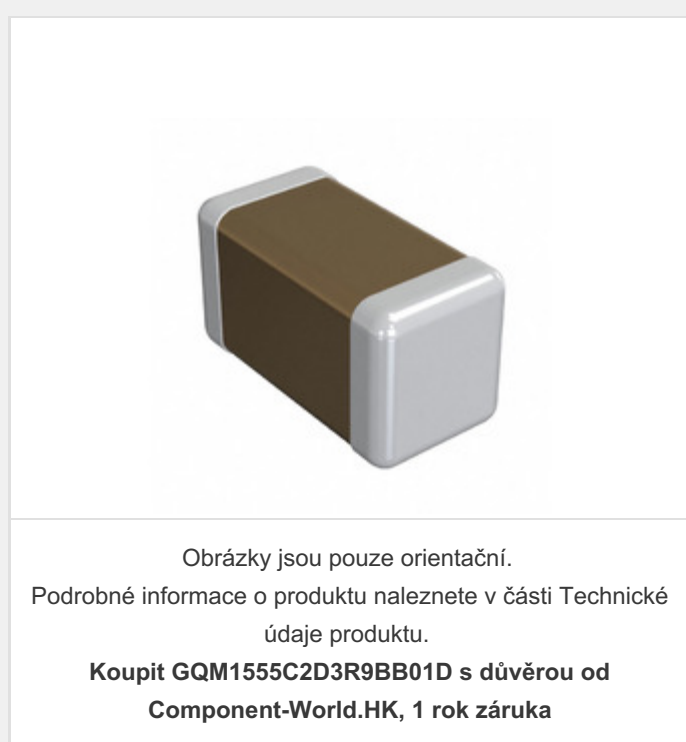 Obrázky jsou pouze orientační.
Podrobné informace o produktu naleznete v části Technické
údaje produktu.
Koupit GQM1555C2D3R9BB01D s důvěrou od
Component-World.HK, 1 rok záruka